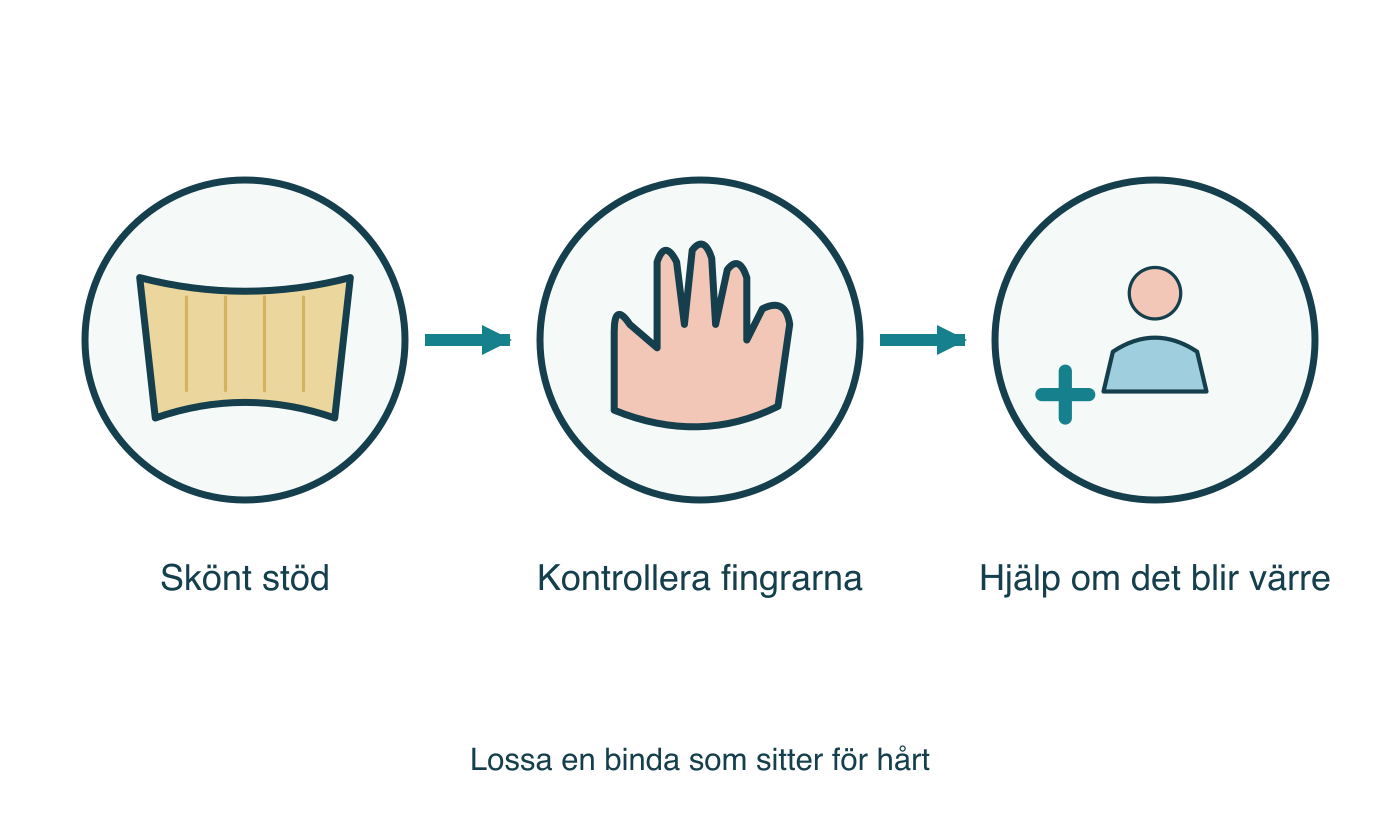 Skönt stöd
Kontrollera fingrarna
Hjälp om det blir värre
Lossa en binda som sitter för hårt